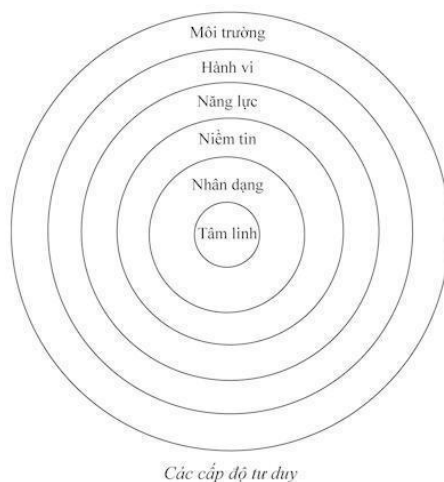 Môi trường
Hành vi
Năng lực
Niềm tin
Nhân dạng
Tâm linh
Các cấp độ tư duy